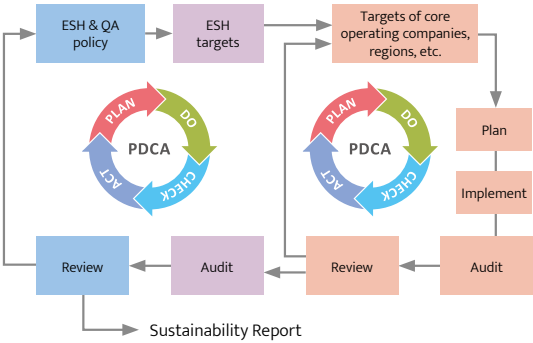 ESH & QA
policy
ESH
targets
Targets of core
operating companies,
regions, etc.
PLAN
DO
CHECK
ACT
PDCA
PLAN
DO
CHECK
ACT
PDCA
Plan
Implement
Review
Audit
Review
Audit
Sustainability Report